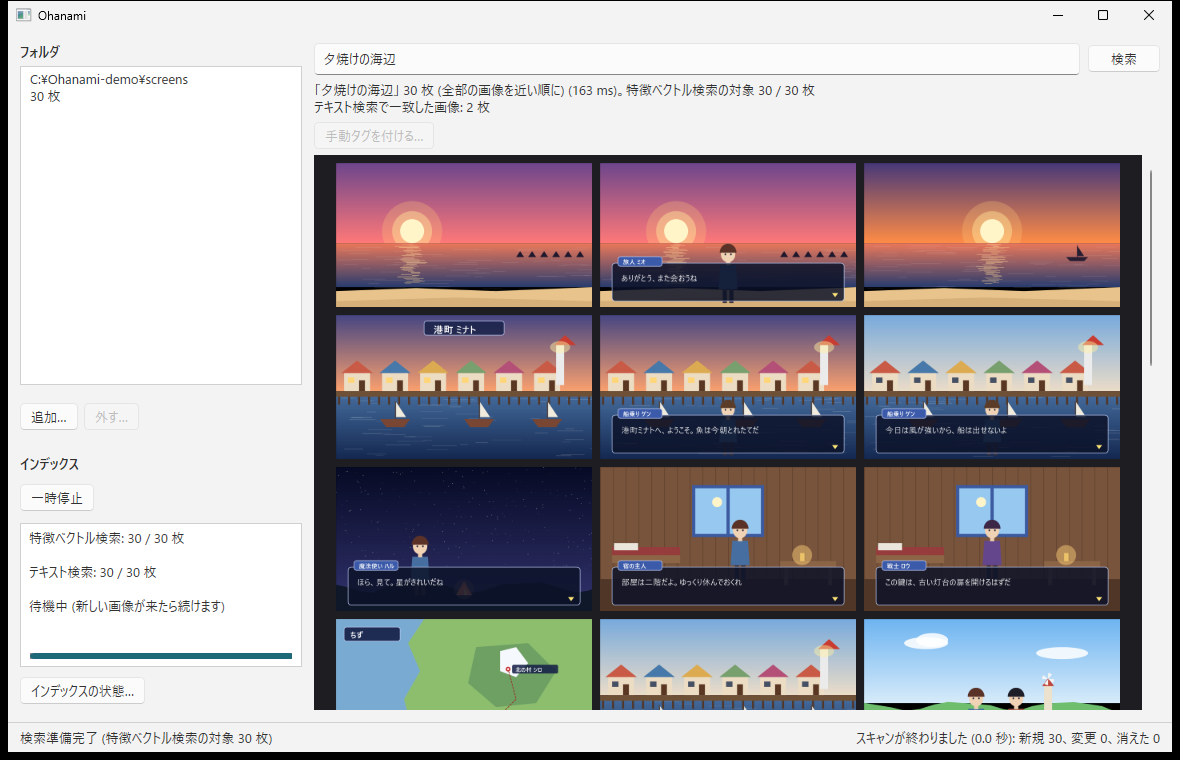 Ohanami
フォルダ
C:¥Ohanami-demo¥screens
30 枚
追加...
外す...
インデックス
一時停止
特徴ベクトル検索: 30 / 30 枚
テキスト検索: 30 / 30 枚
待機中 (新しい画像が来たら続けます)
インデックスの状態...
夕焼けの海辺
検索
「夕焼けの海辺」 30 枚 (全部の画像を近い順に) (163 ms)。特徴ベクトル検索の対象 30 / 30 枚
テキスト検索で一致した画像: 2 枚
手動タグを付ける...
旅人 ミオ
ありがとう、また会おうね
港町 ミナト
船乗り ゲン
港町ミナトへ、ようこそ。魚は今朝とれたてだ
船乗り ゲン
今日は風が強いから、船は出せないよ
魔法使い ハル
ほら、見て。星がきれいだね
宿の主人
部屋は二階だよ。ゆっくり休んでおくれ
戦士 ロウ
この鍵は、古い灯台の扉を開けるはずだ
ちず
北の村 シロ
検索準備完了 (特徴ベクトル検索の対象 30 枚)
スキャンが終わりました (0.0 秒): 新規 30、変更 0、消えた 0